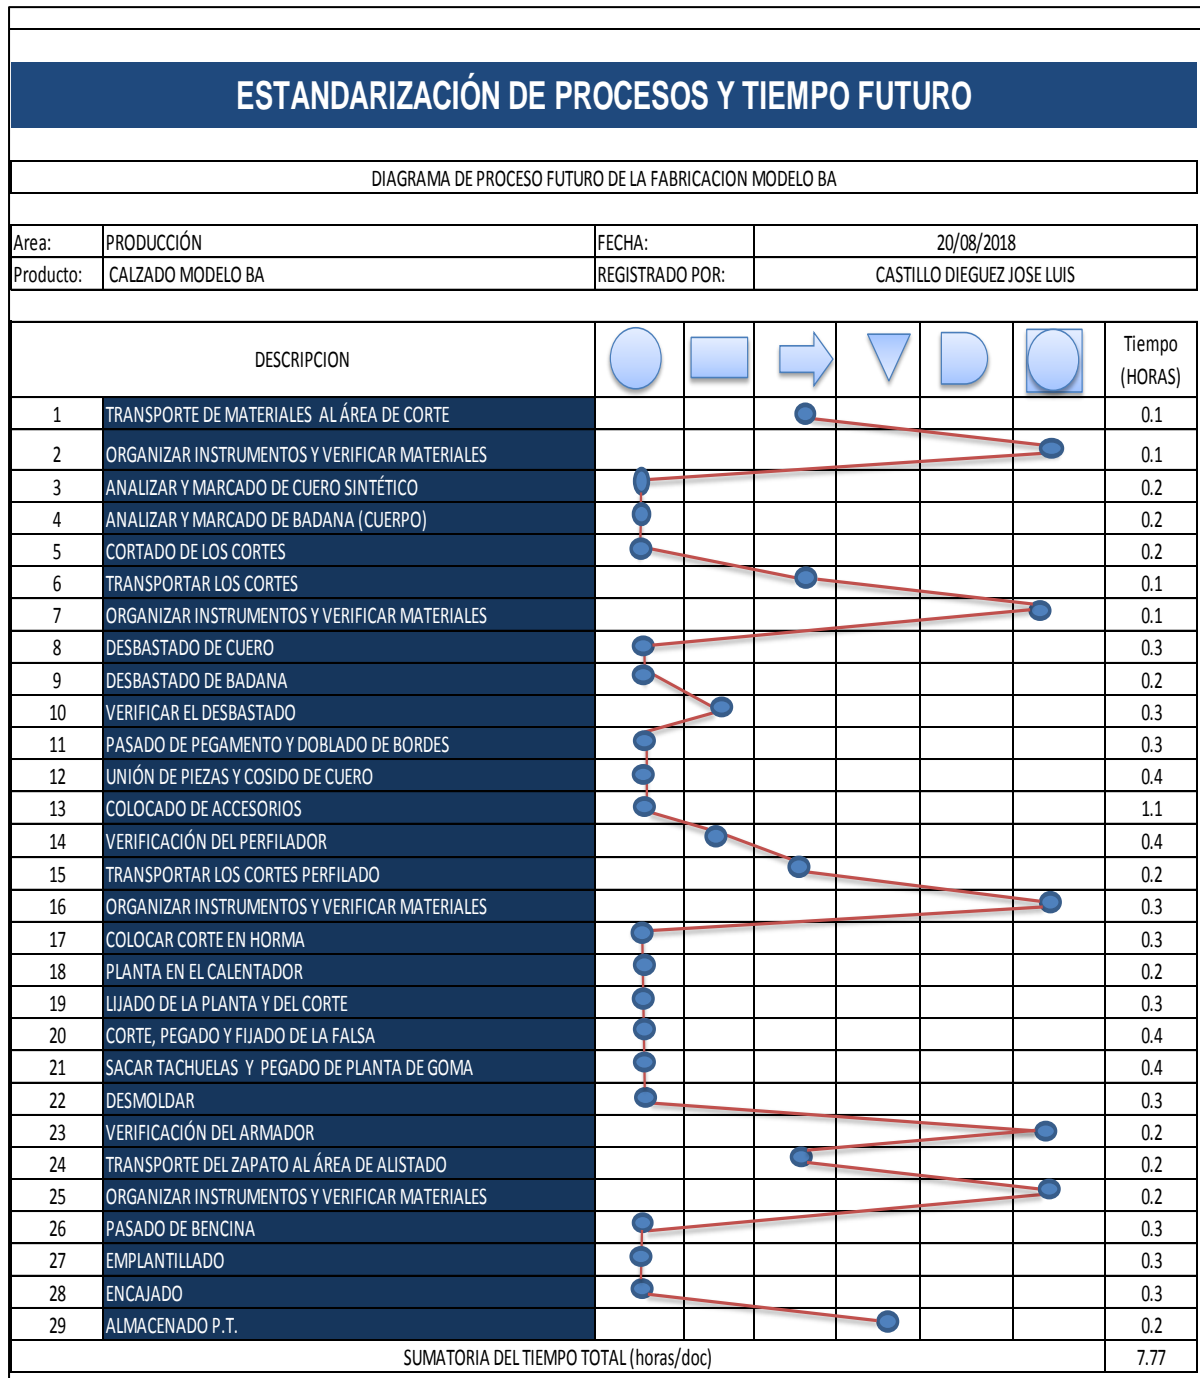 ESTANDARIZACIÓN DE PROCESOS Y TIEMPO FUTURO
DIAGRAMA DE PROCESO FUTURO DE LA FABRICACION MODELO BA
Area: PRODUCCIÓN FECHA: 20/08/2018
Producto: CALZADO MODELO BA REGISTRADO POR: CASTILLO DIEGUEZ JOSE LUIS
DESCRIPCION Tiempo (HORAS)
1 TRANSPORTE DE MATERIALES AL ÁREA DE CORTE 0.1
2 ORGANIZAR INSTRUMENTOS Y VERIFICAR MATERIALES 0.1
3 ANALIZAR Y MARCADO DE CUERO SINTÉTICO 0.2
4 ANALIZAR Y MARCADO DE BADANA (CUERPO) 0.2
5 CORTADO DE LOS CORTES 0.2
6 TRANSPORTAR LOS CORTES 0.1
7 ORGANIZAR INSTRUMENTOS Y VERIFICAR MATERIALES 0.1
8 DESBASTADO DE CUERO 0.3
9 DESBASTADO DE BADANA 0.2
10 VERIFICAR EL DESBASTADO 0.3
11 PASADO DE PEGAMENTO Y DOBLADO DE BORDES 0.3
12 UNIÓN DE PIEZAS Y COSIDO DE CUERO 0.4
13 COLOCADO DE ACCESORIOS 1.1
14 VERIFICACIÓN DEL PERFILADOR 0.4
15 TRANSPORTAR LOS CORTES PERFILADO 0.2
16 ORGANIZAR INSTRUMENTOS Y VERIFICAR MATERIALES 0.3
17 COLOCAR CORTE EN HORMA 0.3
18 PLANTA EN EL CALENTADOR 0.2
19 LIJADO DE LA PLANTA Y DEL CORTE 0.3
20 CORTE, PEGADO Y FIJADO DE LA FALSA 0.4
21 SACAR TACHUELAS Y PEGADO DE PLANTA DE GOMA 0.4
22 DESMOLDAR 0.3
23 VERIFICACIÓN DEL ARMADOR 0.2
24 TRANSPORTE DEL ZAPATO AL ÁREA DE ALISTADO 0.2
25 ORGANIZAR INSTRUMENTOS Y VERIFICAR MATERIALES 0.2
26 PASADO DE BENCINA 0.3
27 EMPLANTILLADO 0.3
28 ENCAJADO 0.3
29 ALMACENADO P.T. 0.2
SUMATORIA DEL TIEMPO TOTAL (horas/doc) 7.77